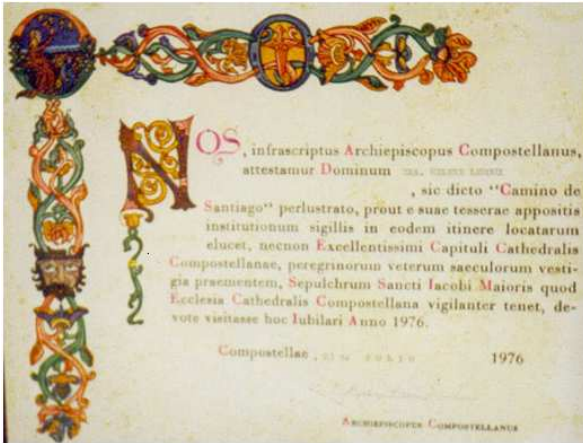 NOS, infrascriptus Archiepiscopus Compostellanus,
attestamur Dominum
, sic dicto "Camino de
Santiago" perlustrato, prout e suae tesserae appositis
institutionum sigillis in eodem itinere locatarum
elucet, necnon Excellentissimi Capituli Cathedralis
Compostellanae, peregrinorum veterum saeculorum vesti-
gia praementem, Sepulchrum Sancti Iacobi Maioris quod
Ecclesia Cathedralis Compostellana vigilanter tenet, de-
vote visitasse hoc Iubilari Anno 1976.
Compostellae, JULIO 1976
ARCHIEPISCOPUS COMPOSTELLANUS